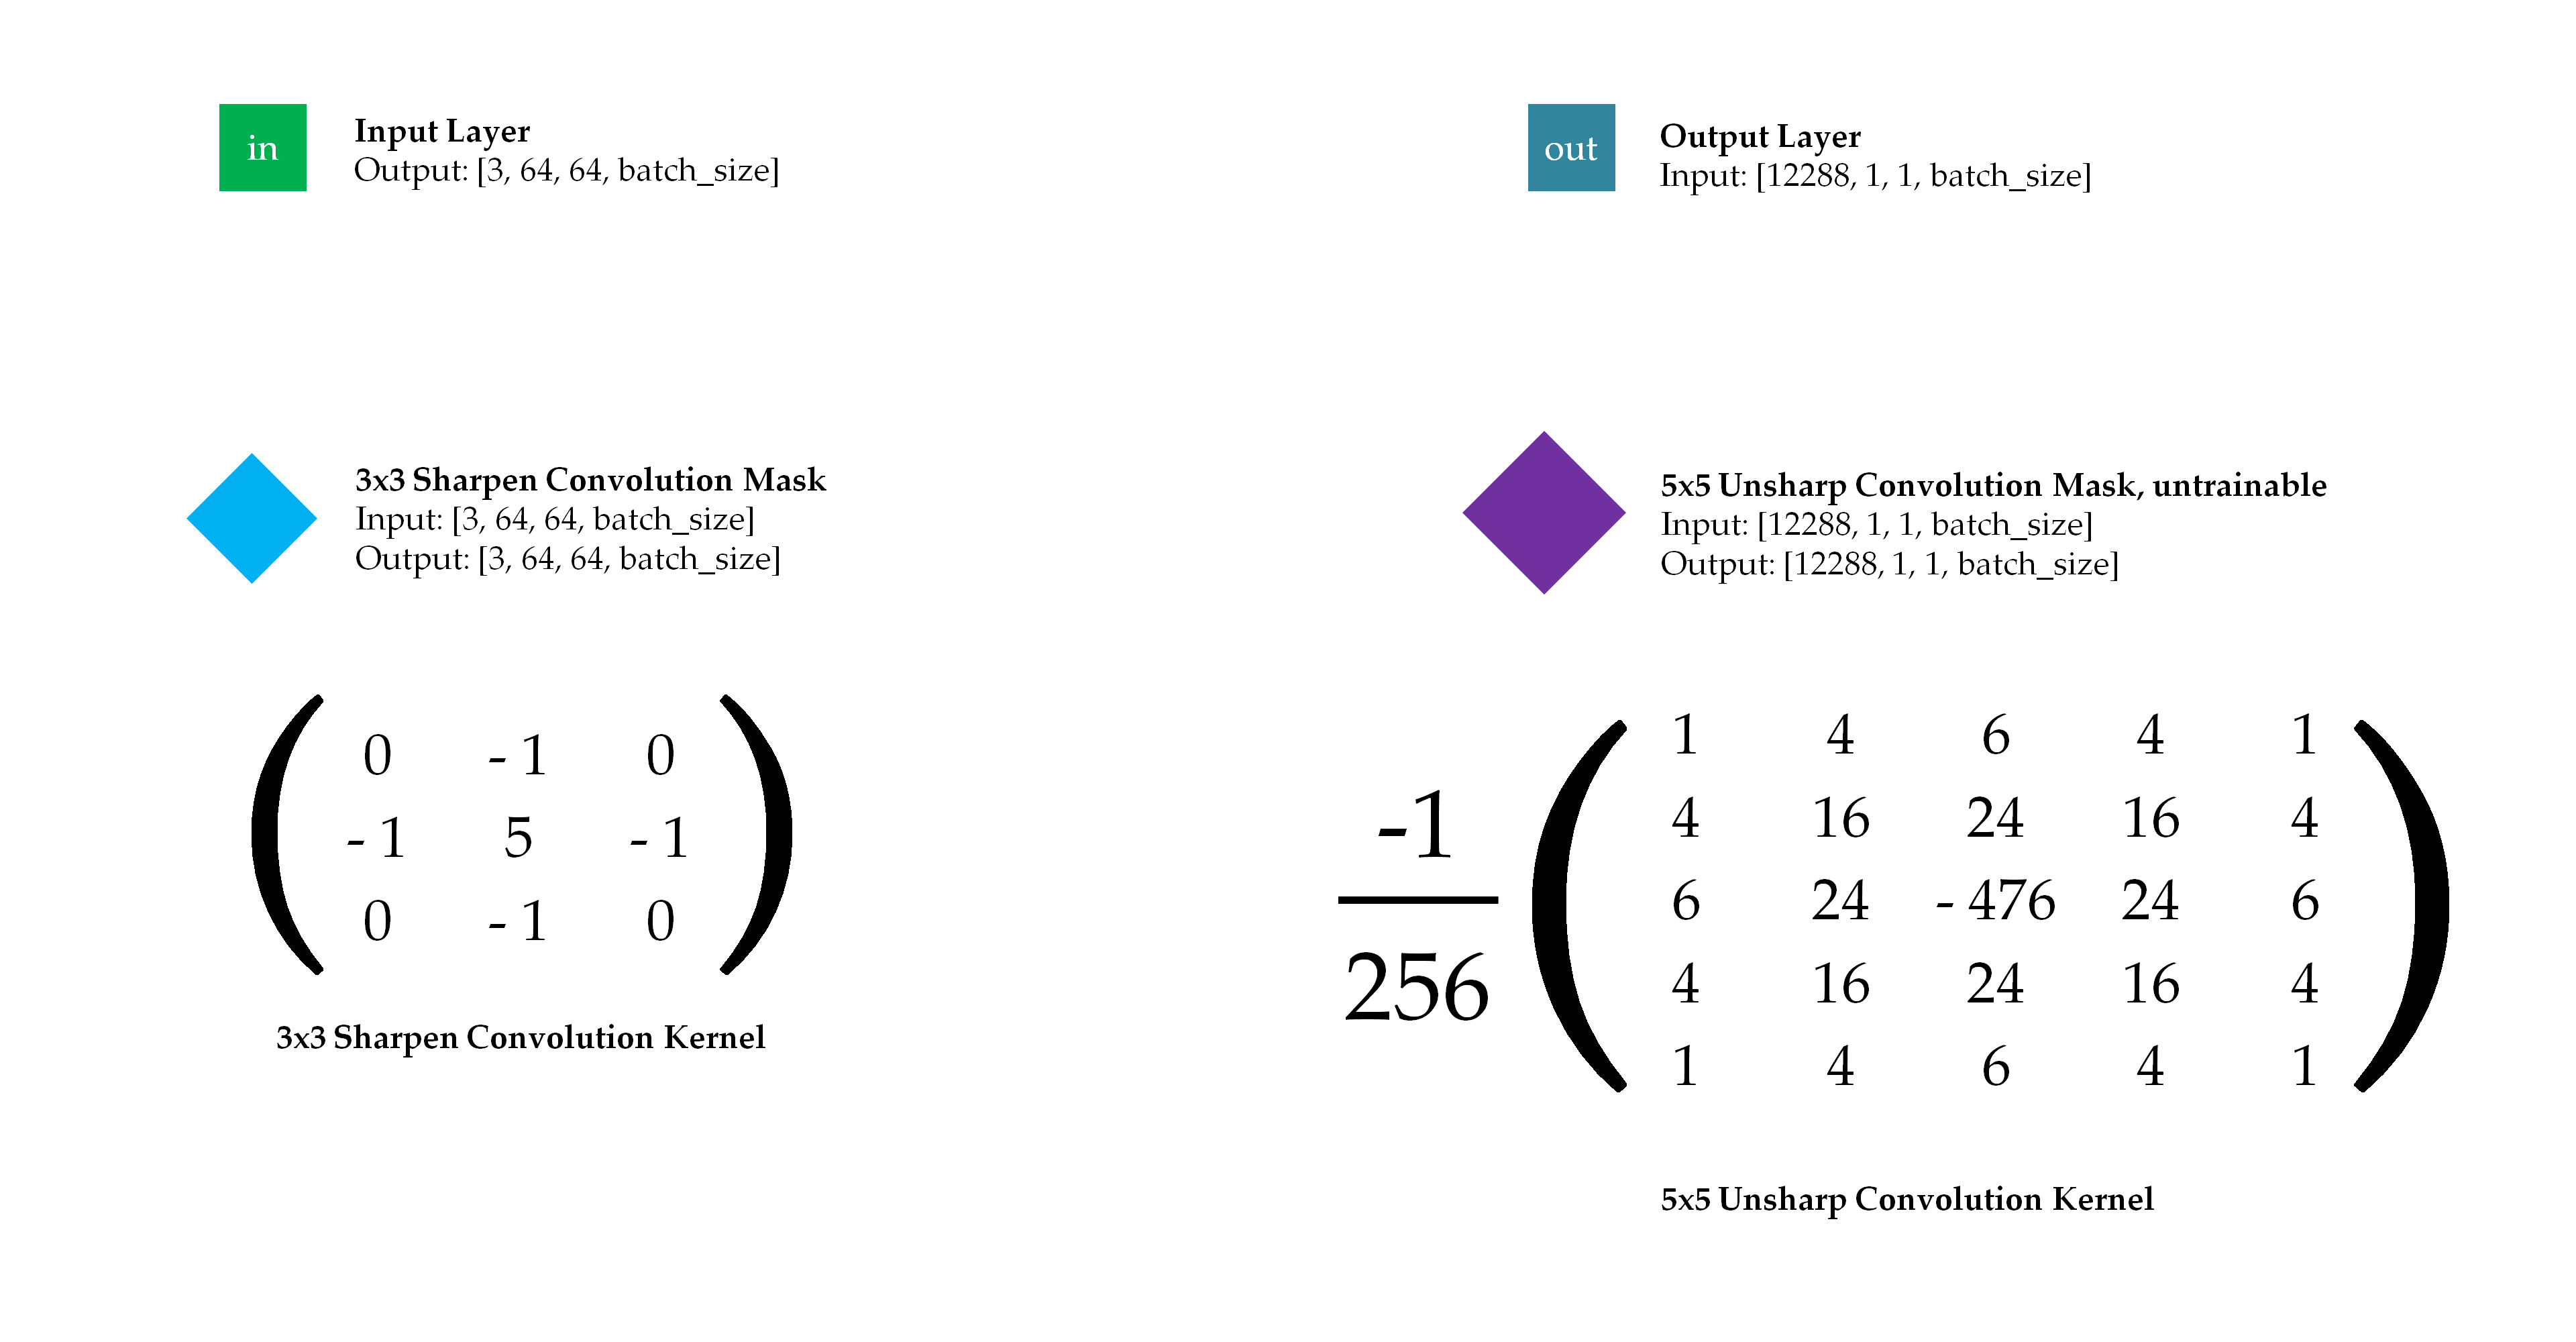 in
Input Layer
Output: [3, 64, 64, batch_size]
out
Output Layer
Input: [12288, 1, 1, batch_size]
3x3 Sharpen Convolution Mask
Input: [3, 64, 64, batch_size]
Output: [3, 64, 64, batch_size]
5x5 Unsharp Convolution Mask, untrainable
Input: [12288, 1, 1, batch_size]
Output: [12288, 1, 1, batch_size]
0 - 1 0
- 1 5 - 1
0 - 1 0
3x3 Sharpen Convolution Kernel
-1
256
1 4 6 4 1
4 16 24 16 4
6 24 - 476 24 6
4 16 24 16 4
1 4 6 4 1
5x5 Unsharp Convolution Kernel